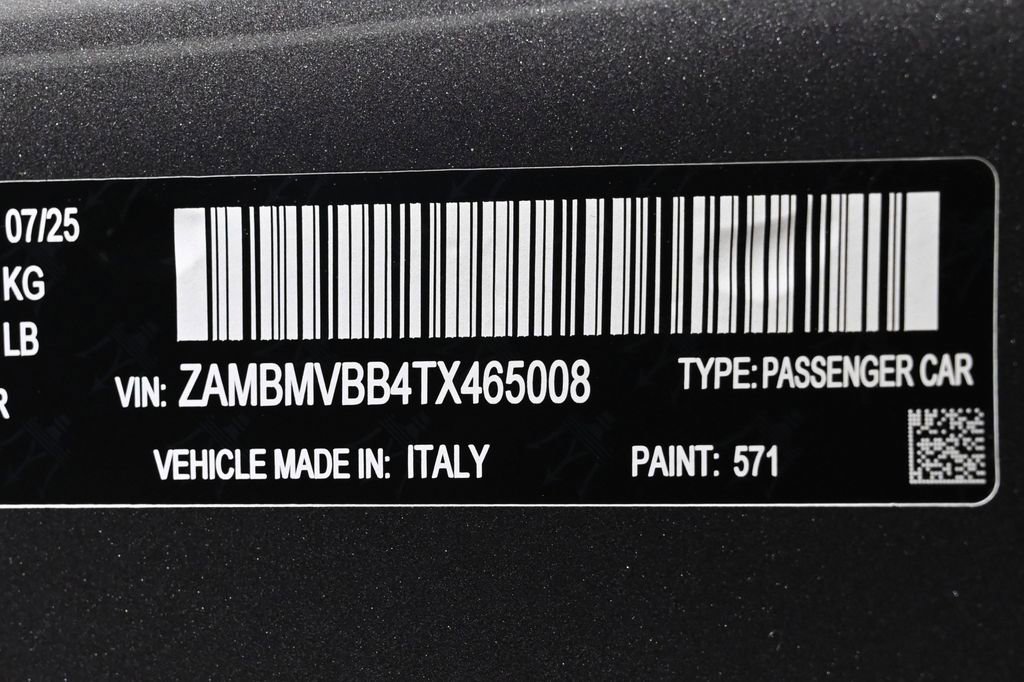 07/25
KG
LB
R
VIN: ZAMBMVBB4TX465008
TYPE: PASSENGER CAR
VEHICLE MADE IN: ITALY
PAINT: 571